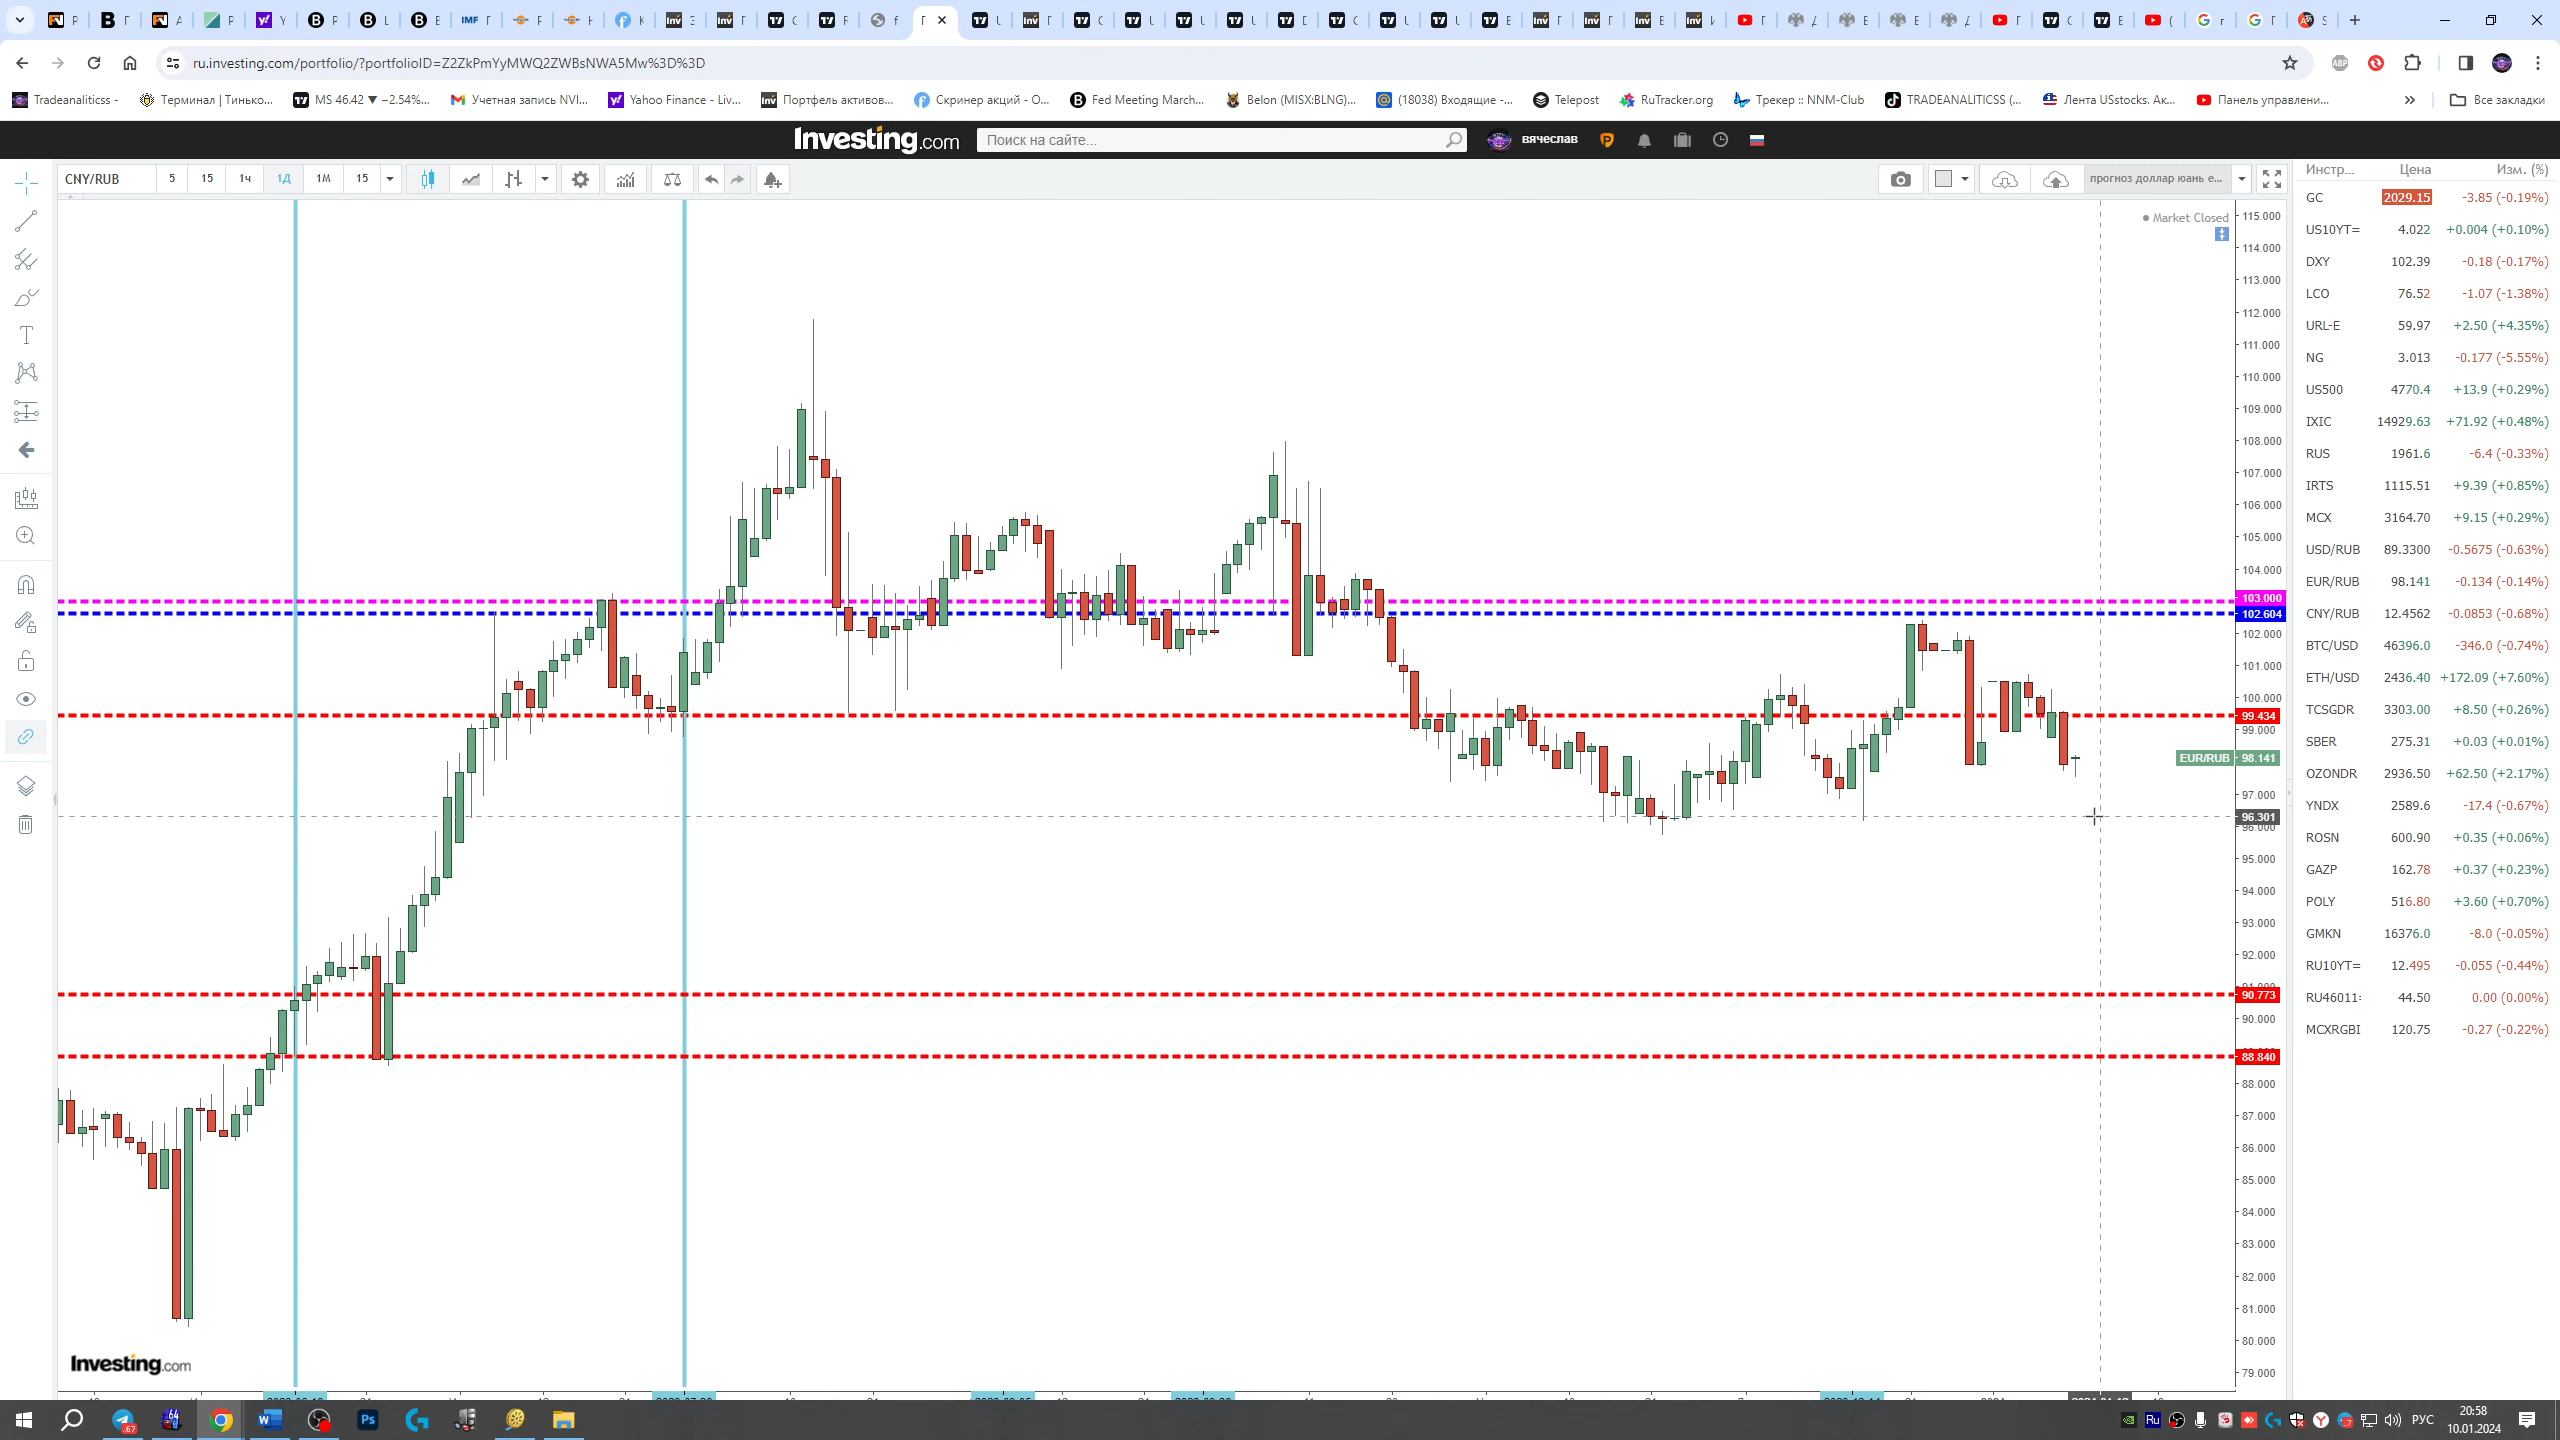 ru.investing.com/portfolio/?portfolioID=Z2ZkPmYyMWQ2ZWBsNWA5Mw%3D%3D
Tradeanaliticss -
Терминал | Тинько...
MS 46.42 ▼ −2.54%...
Учетная запись NVI...
Yahoo Finance - Liv...
Портфель активов...
Скринер акций - О...
Fed Meeting March...
Belon (MISX:BLNG)...
(18038) Входящие -...
Telepost
RuTracker.org
Трекер :: NNM-Club
TRADEANALITICSS (...
Лента USstocks. Ак...
Панель управлени...
Все закладки
Investing.com
Поиск на сайте...
вячеслав
CNY/RUB
5
15
1ч
1Д
1М
15
прогноз доллар юань е...
Market Closed
115.000
114.000
113.000
112.000
111.000
110.000
109.000
108.000
107.000
106.000
105.000
104.000
103.000
102.604
102.000
101.000
100.000
99.434
99.000
EUR/RUB 98.141
97.000
96.301
96.000
95.000
94.000
93.000
92.000
90.773
90.000
88.840
88.000
87.000
86.000
85.000
84.000
83.000
82.000
81.000
80.000
79.000
Investing.com
Инстр... Цена Изм. (%)
GC 2029.15 -3.85 (-0.19%)
US10YT= 4.022 +0.004 (+0.10%)
DXY 102.39 -0.18 (-0.17%)
LCO 76.52 -1.07 (-1.38%)
URL-E 59.97 +2.50 (+4.35%)
NG 3.013 -0.177 (-5.55%)
US500 4770.4 +13.9 (+0.29%)
IXIC 14929.63 +71.92 (+0.48%)
RUS 1961.6 -6.4 (-0.33%)
IRTS 1115.51 +9.39 (+0.85%)
MCX 3164.70 +9.15 (+0.29%)
USD/RUB 89.3300 -0.5675 (-0.63%)
EUR/RUB 98.141 -0.134 (-0.14%)
CNY/RUB 12.4562 -0.0853 (-0.68%)
BTC/USD 46396.0 -346.0 (-0.74%)
ETH/USD 2436.40 +172.09 (+7.60%)
TCSGDR 3303.00 +8.50 (+0.26%)
SBER 275.31 +0.03 (+0.01%)
OZONDR 2936.50 +62.50 (+2.17%)
YNDX 2589.6 -17.4 (-0.67%)
ROSN 600.90 +0.35 (+0.06%)
GAZP 162.78 +0.37 (+0.23%)
POLY 516.80 +3.60 (+0.70%)
GMKN 16376.0 -8.0 (-0.05%)
RU10YT= 12.495 -0.055 (-0.44%)
RU46011: 44.50 0.00 (0.00%)
MCXRGBI 120.75 -0.27 (-0.22%)
РУС
20:58
10.01.2024